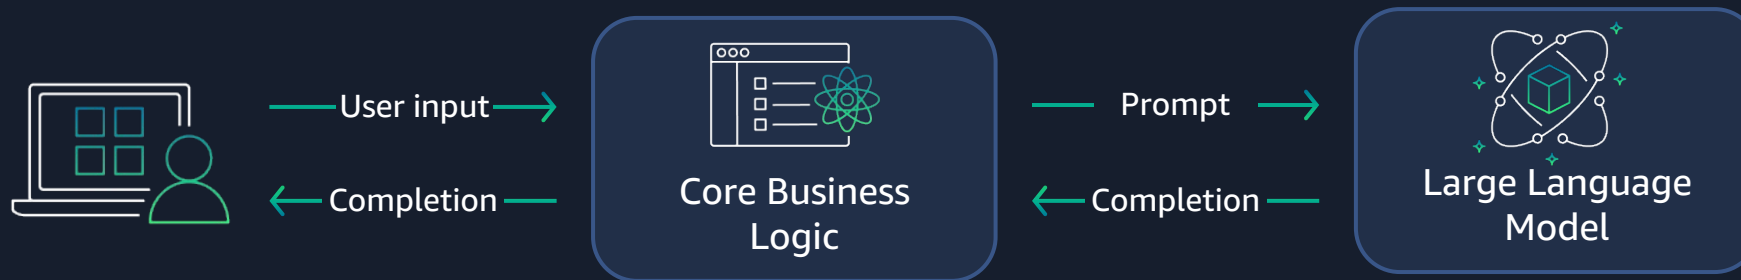 User input
Completion
Core Business
Logic
Prompt
Completion
Large Language
Model